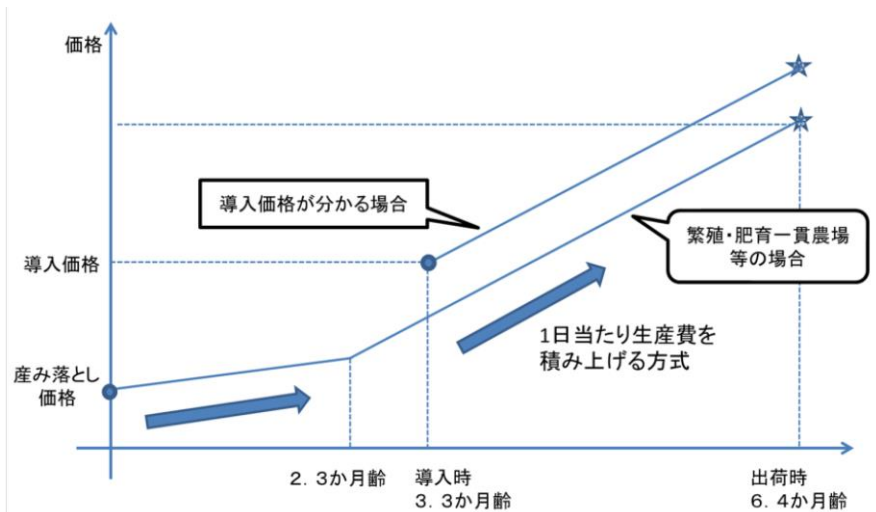 価格
導入価格が分かる場合
繁殖・肥育一貫農場
等の場合
導入価格
1日当たり生産費を
積み上げる方式
産み落とし
価格
2．3か月齢
導入時
3．3か月齢
出荷時
6．4か月齢